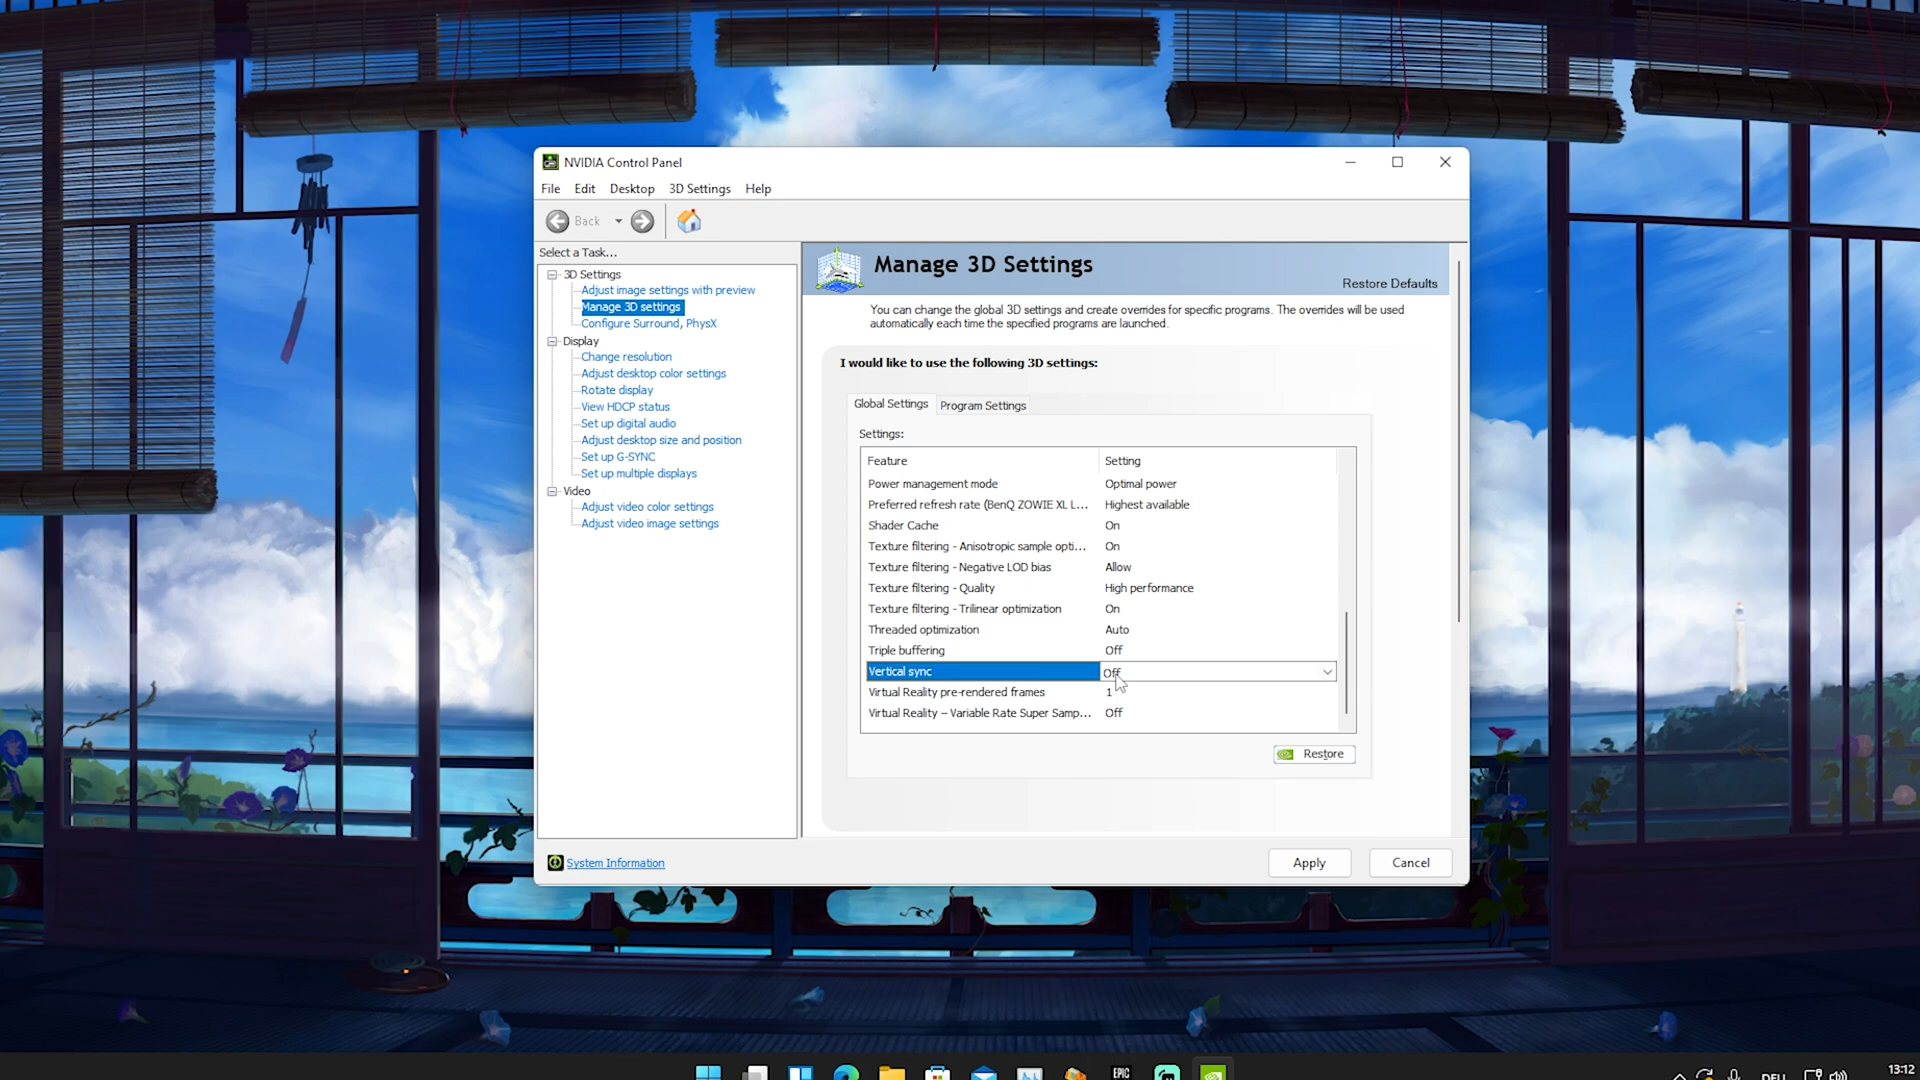 NVIDIA Control Panel
File Edit Desktop 3D Settings Help
Back
Select a Task...
3D Settings
Adjust image settings with preview
Manage 3D settings
Configure Surround, PhysX
Display
Change resolution
Adjust desktop color settings
Rotate display
View HDCP status
Set up digital audio
Adjust desktop size and position
Set up G-SYNC
Set up multiple displays
Video
Adjust video color settings
Adjust video image settings
System Information
Manage 3D Settings
Restore Defaults
You can change the global 3D settings and create overrides for specific programs. The overrides will be used
automatically each time the specified programs are launched.
I would like to use the following 3D settings:
Global Settings Program Settings
Settings:
Feature Setting
Power management mode Optimal power
Preferred refresh rate (BenQ ZOWIE XL L... Highest available
Shader Cache On
Texture filtering - Anisotropic sample opti... On
Texture filtering - Negative LOD bias Allow
Texture filtering - Quality High performance
Texture filtering - Trilinear optimization On
Threaded optimization Auto
Triple buffering Off
Vertical sync Off
Virtual Reality pre-rendered frames 1
Virtual Reality – Variable Rate Super Samp... Off
Restore
Apply Cancel
EPIC
DEU
13:12